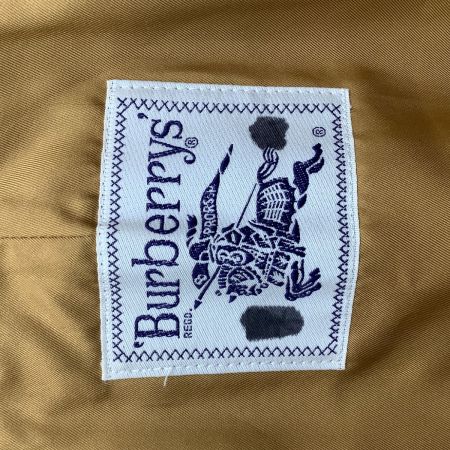 'Burberrys'®
REGD.
PRORSUM
®